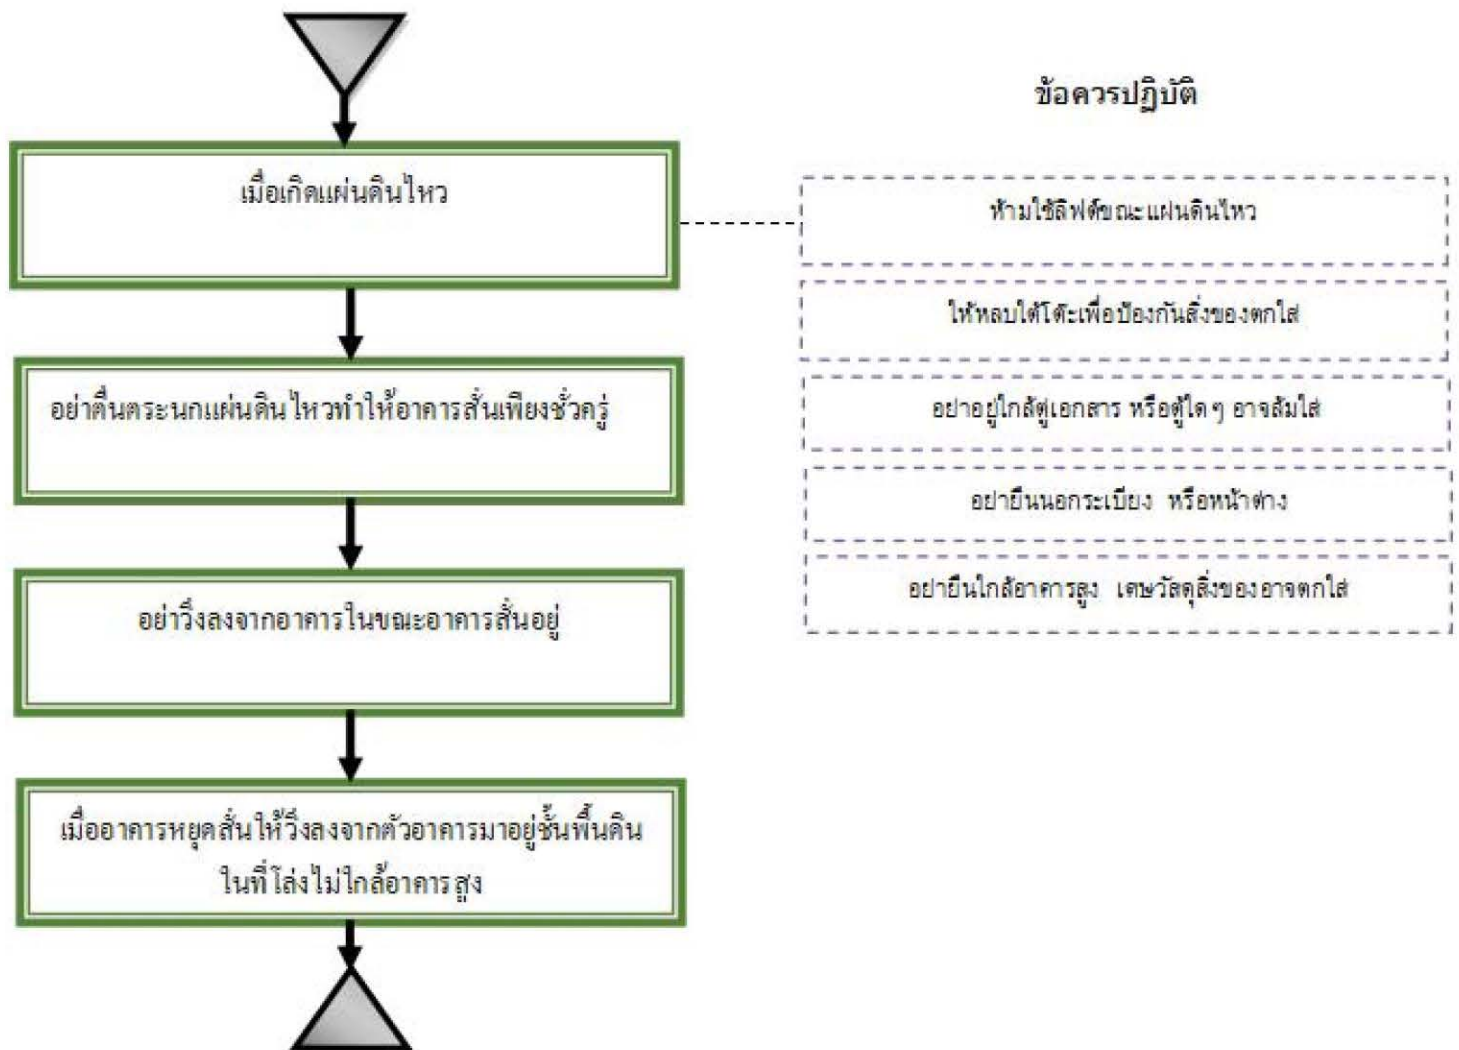 ข้อควรปฏิบัติ
เมื่อเกิดแผ่นดินไหว
ห้ามใช้ลิฟต์ขณะแผ่นดินไหว
ให้หลบใต้โต๊ะเพื่อป้องกันสิ่งของตกใส่
อย่าตื่นตระนกแผ่นดินไหวทำให้อาคารสั่นเพียงชั่วครู่
อย่าอยู่ใกล้ตู่เอกสาร หรือตู้ใด ๆ อาจล้มใส่
อย่ายืนนอกระเบียง หรือหน้าต่าง
อย่าวิ่งลงจากอาคารในขณะอาคารสั่นอยู่
อย่ายืนใกล้อาคารสูง เศษวัสดุสิ่งของอาจตกใส่
เมื่ออาคารหยุดสั่นให้วิ่งลงจากตัวอาคารมาอยู่ชั้นพื้นดิน
ในที่โล่งไม่ใกล้อาคารสูง